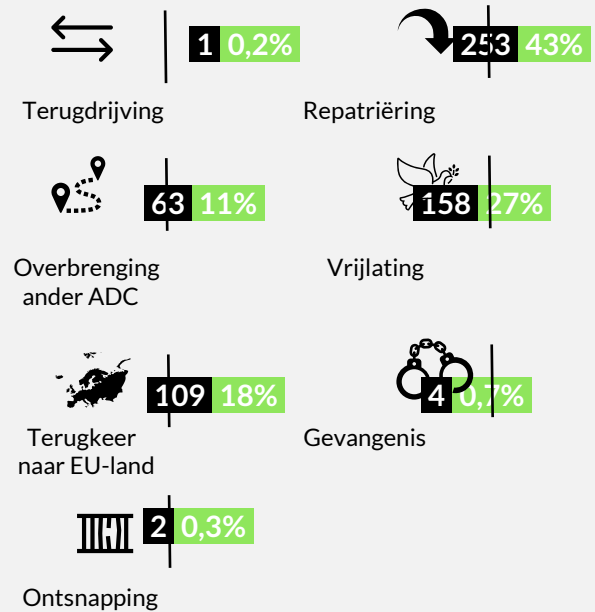 1 0,2%
Terugdrijving
253 43%
Repatriëring
63 11%
Overbrenging
ander ADC
158 27%
Vrijlating
109 18%
Terugkeer
naar EU-land
4 0,7%
Gevangenis
2 0,3%
Ontsnapping